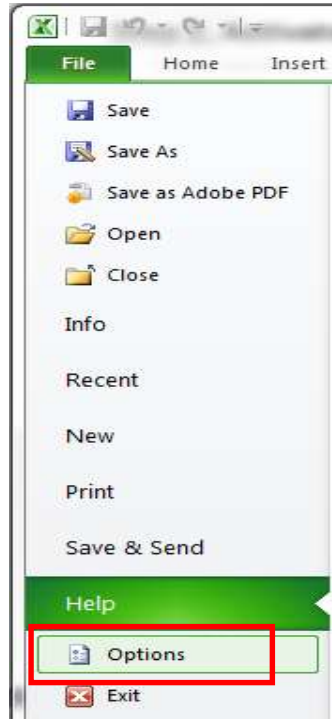 File Home Insert
Save
Save As
Save as Adobe PDF
Open
Close
Info
Recent
New
Print
Save & Send
Help
Options
Exit